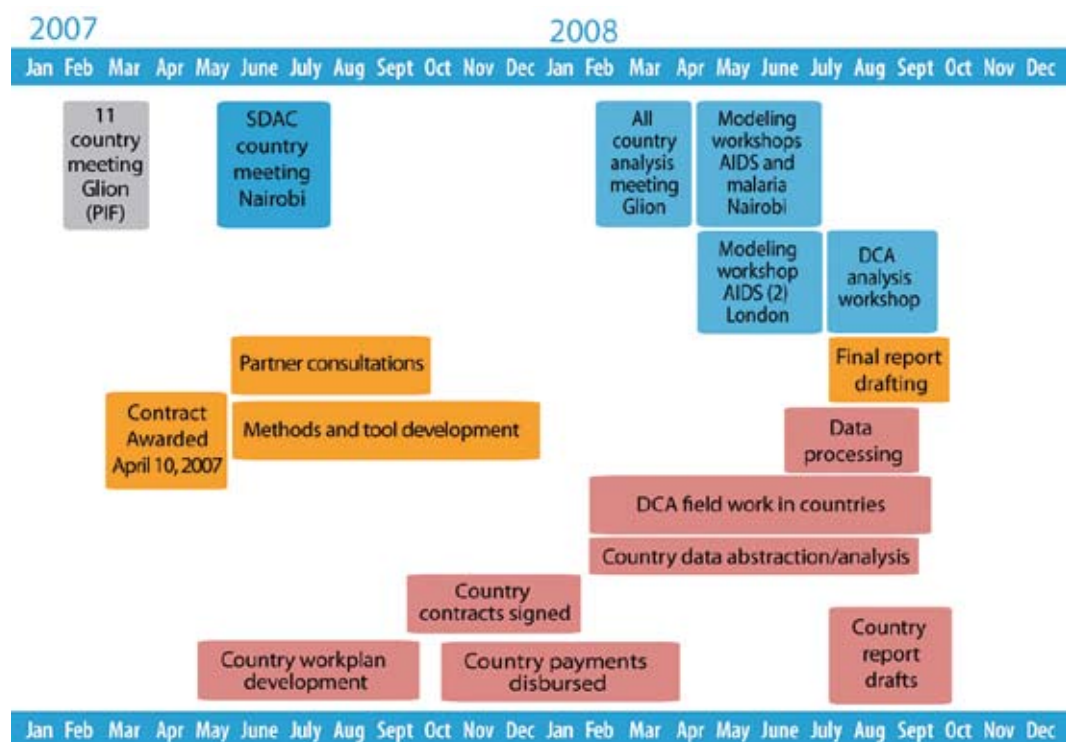 2007 2008
Jan Feb Mar Apr May June July Aug Sept Oct Nov Dec Jan Feb Mar Apr May June July Aug Sept Oct Nov Dec
11
country
meeting
Glion
(PIF)
SDAC
country
meeting
Nairobi
All
country
analysis
meeting
Glion
Modeling
workshops
AIDS and
malaria
Nairobi
Modeling
workshop
AIDS (2)
London
DCA
analysis
workshop
Partner consultations
Final report
drafting
Contract
Awarded
April 10, 2007
Methods and tool development
Data
processing
DCA field work in countries
Country data abstraction/analysis
Country
contracts signed
Country workplan
development
Country payments
disbursed
Country
report
drafts
Jan Feb Mar Apr May June July Aug Sept Oct Nov Dec Jan Feb Mar Apr May June July Aug Sept Oct Nov Dec